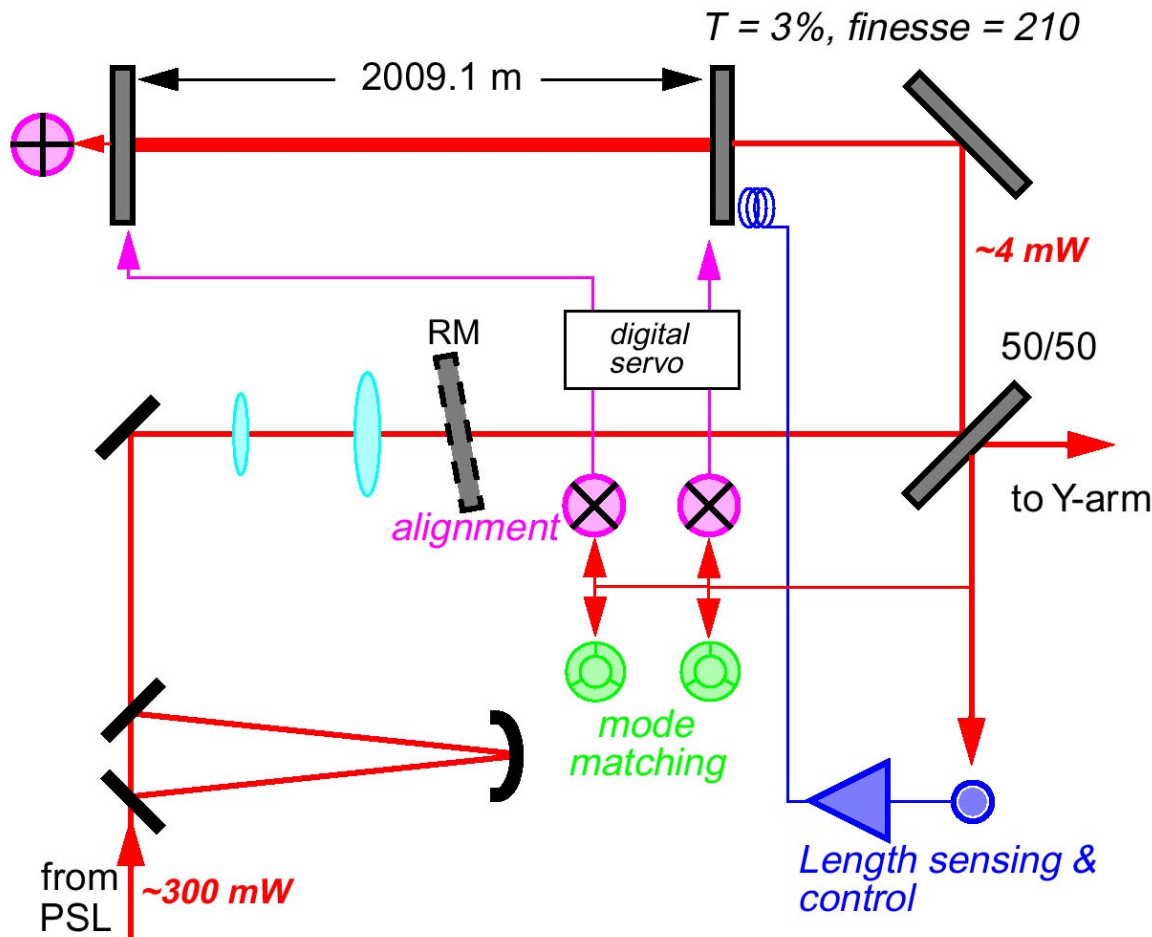 T = 3%, finesse = 210
2009.1 m
~4 mW
RM
digital
servo
50/50
to Y-arm
alignment
mode
matching
Length sensing &
control
from
PSL
~300 mW